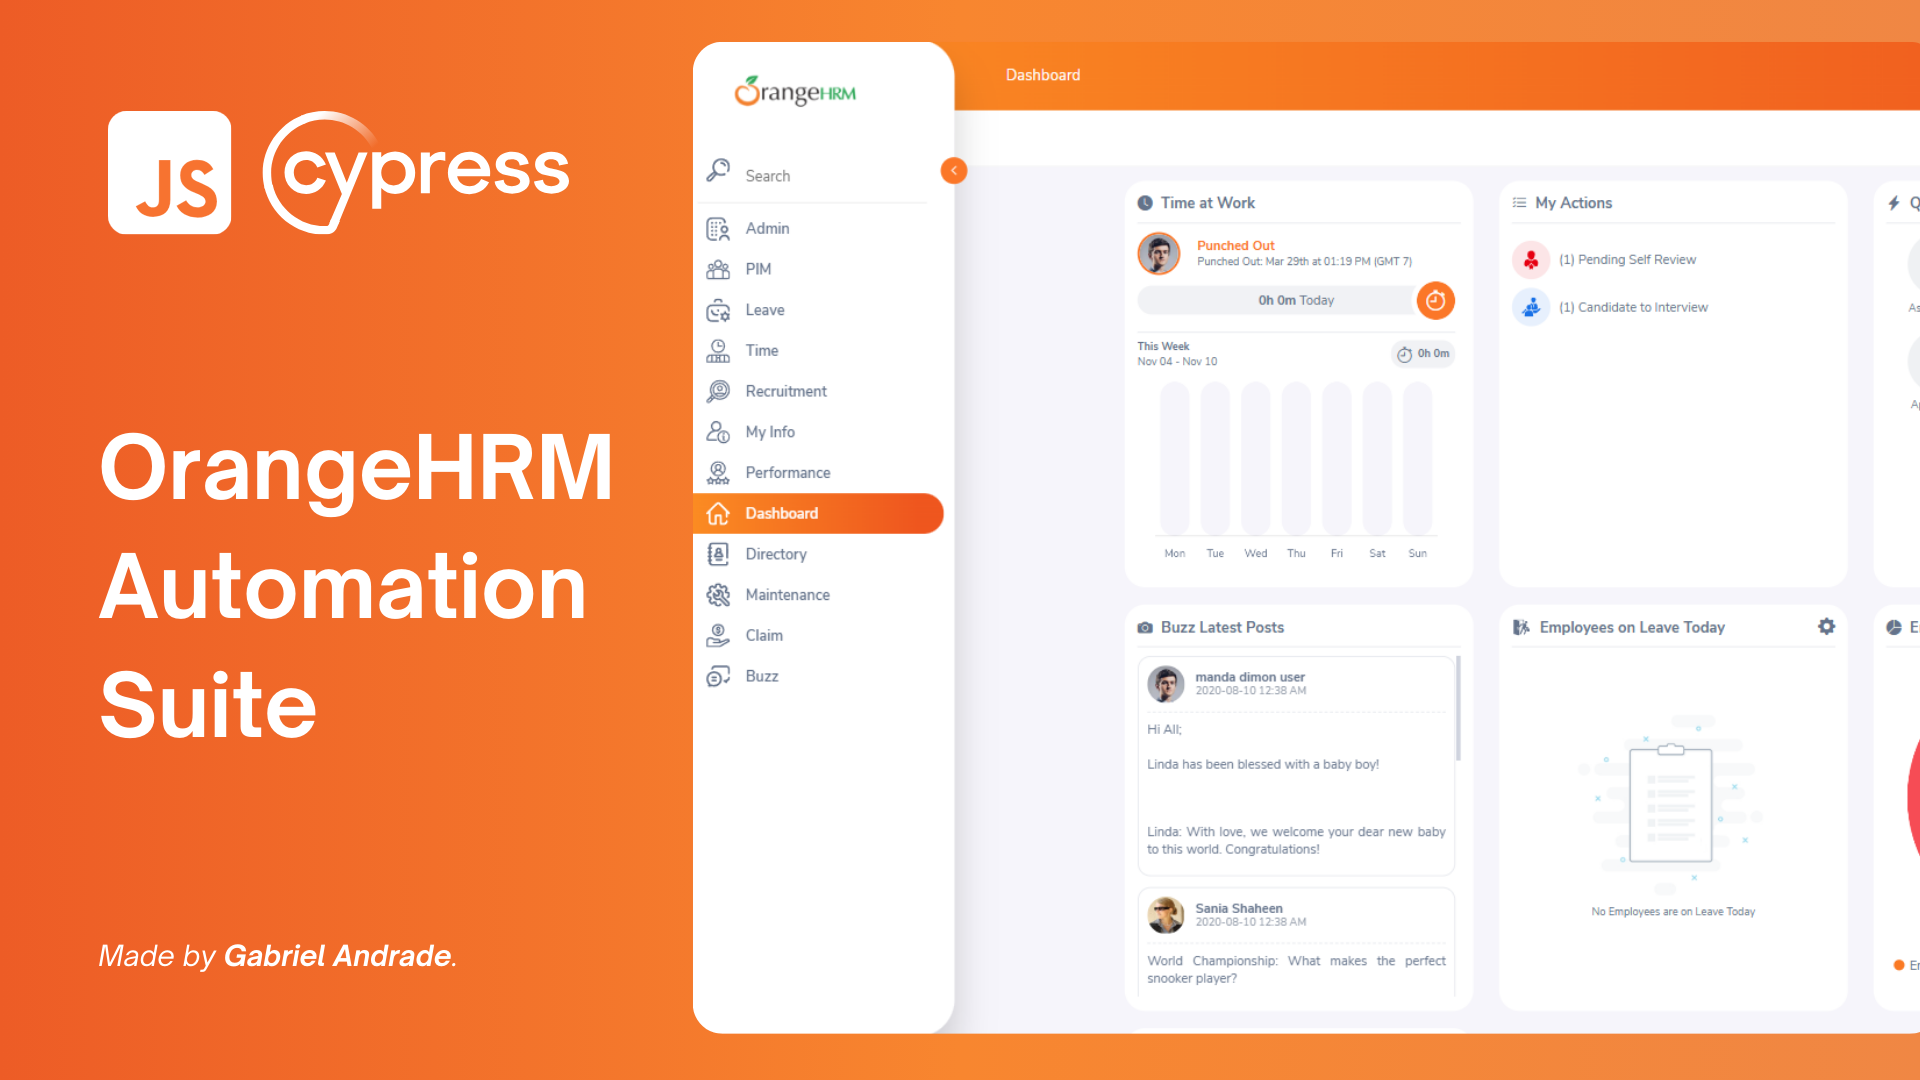 JS cypress
OrangeHRM
Automation
Suite
Made by Gabriel Andrade.
OrangeHRM
Search
Admin
PIM
Leave
Time
Recruitment
My Info
Performance
Dashboard
Directory
Maintenance
Claim
Buzz
Dashboard
Time at Work
Punched Out
Punched Out: Mar 29th at 01:19 PM (GMT 7)
0h 0m Today
This Week
Nov 04 - Nov 10
0h 0m
Mon Tue Wed Thu Fri Sat Sun
My Actions
(1) Pending Self Review
(1) Candidate to Interview
Buzz Latest Posts
manda dimon user
2020-08-10 12:38 AM
Hi All;
Linda has been blessed with a baby boy!
Linda: With love, we welcome your dear new baby
to this world. Congratulations!
Sania Shaheen
2020-08-10 12:38 AM
World Championship: What makes the perfect
snooker player?
Employees on Leave Today
No Employees are on Leave Today